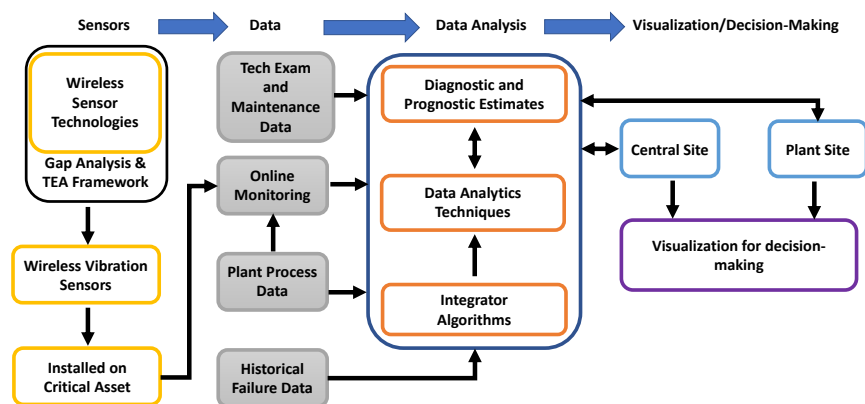 Sensors
Data
Data Analysis
Visualization/Decision-Making
Wireless
Sensor
Technologies
Gap Analysis &
TEA Framework
Wireless Vibration
Sensors
Installed on
Critical Asset
Tech Exam
and
Maintenance
Data
Online
Monitoring
Plant Process
Data
Historical
Failure Data
Diagnostic and
Prognostic Estimates
Data Analytics
Techniques
Integrator
Algorithms
Central Site
Plant Site
Visualization for decision-
making